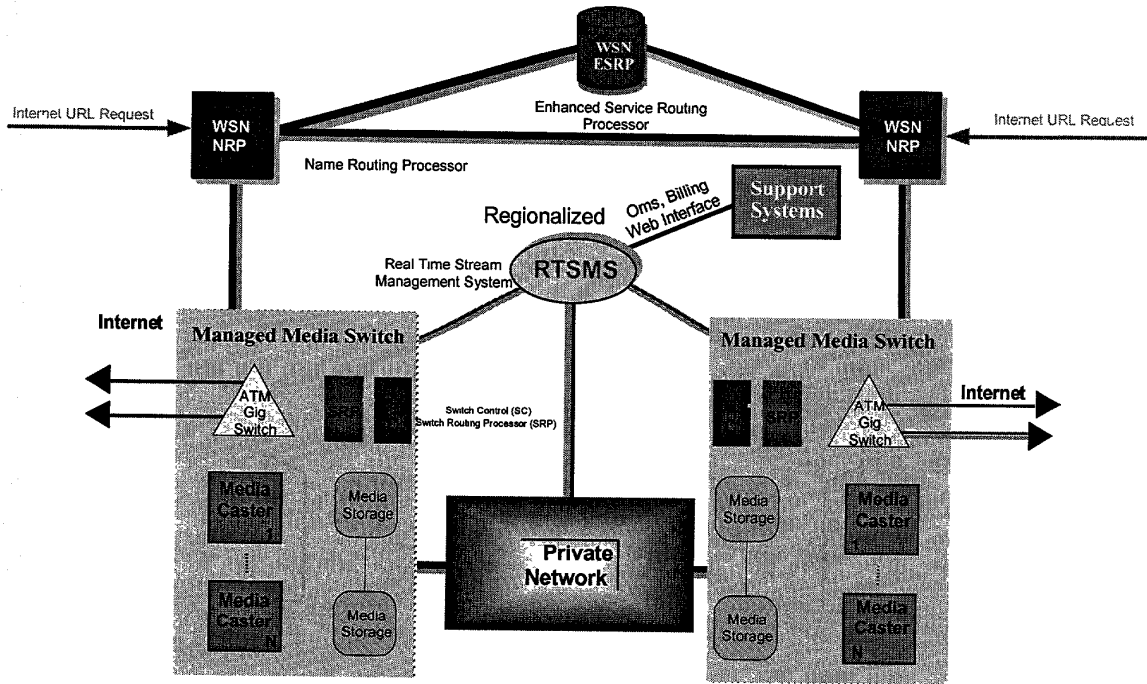 WSN
ESRP
Internet URL Request
WSN
NRP
Enhanced Service Routing
Processor
WSN
NRP
Internet URL Request
Name Routing Processor
Regionalized
Oms, Billing
Web Interface
Support
Systems
Real Time Stream
Management System
RTSMS
Internet
Managed Media Switch
Managed Media Switch
ATM
Gig
Switch
SRP
Switch Control (SC)
Switch Routing Processor (SRP)
SRP
ATM
Gig
Switch
Internet
Media
Caster
1
Media
Storage
Media
Storage
Media
Caster
1
Private
Network
Media
Caster
N
Media
Storage
Media
Storage
Media
Caster
N